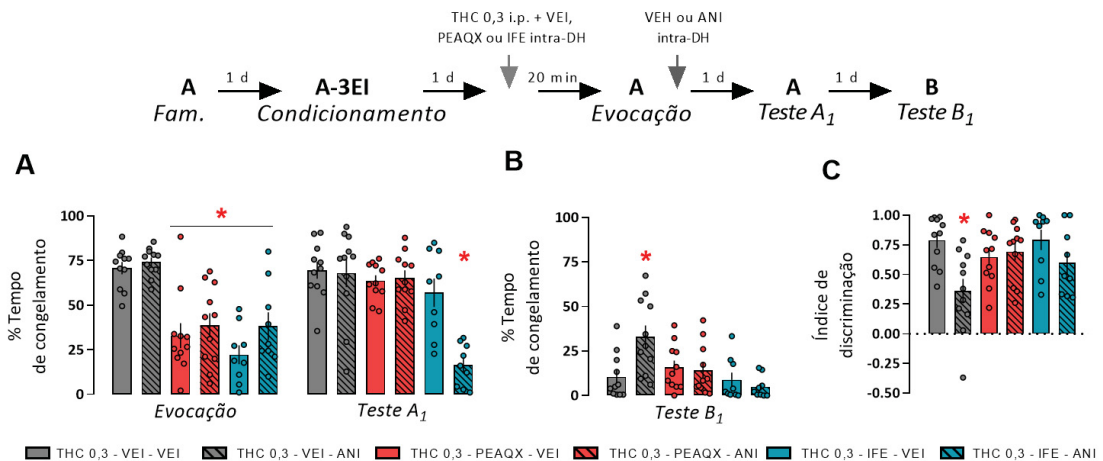 THC 0,3 i.p. + VEI,
PEAQX ou IFE intra-DH
VEH ou ANI
intra-DH
A
1 d
A-3EI
1 d
20 min
A
1 d
A
1 d
B
Fam.
Condicionamento
Evocação
Teste A1
Teste B1
A
% Tempo
de congelamento
100
75
50
25
0
*
*
Evocação
Teste A1
B
% Tempo
de congelamento
100
75
50
25
0
*
Teste B1
C
Índice de
discriminação
1.00
0.75
0.50
0.25
0.00
-0.25
-0.50
*
THC 0,3 - VEI - VEI
THC 0,3 - VEI - ANI
THC 0,3 - PEAQX - VEI
THC 0,3 - PEAQX - ANI
THC 0,3 - IFE - VEI
THC 0,3 - IFE - ANI